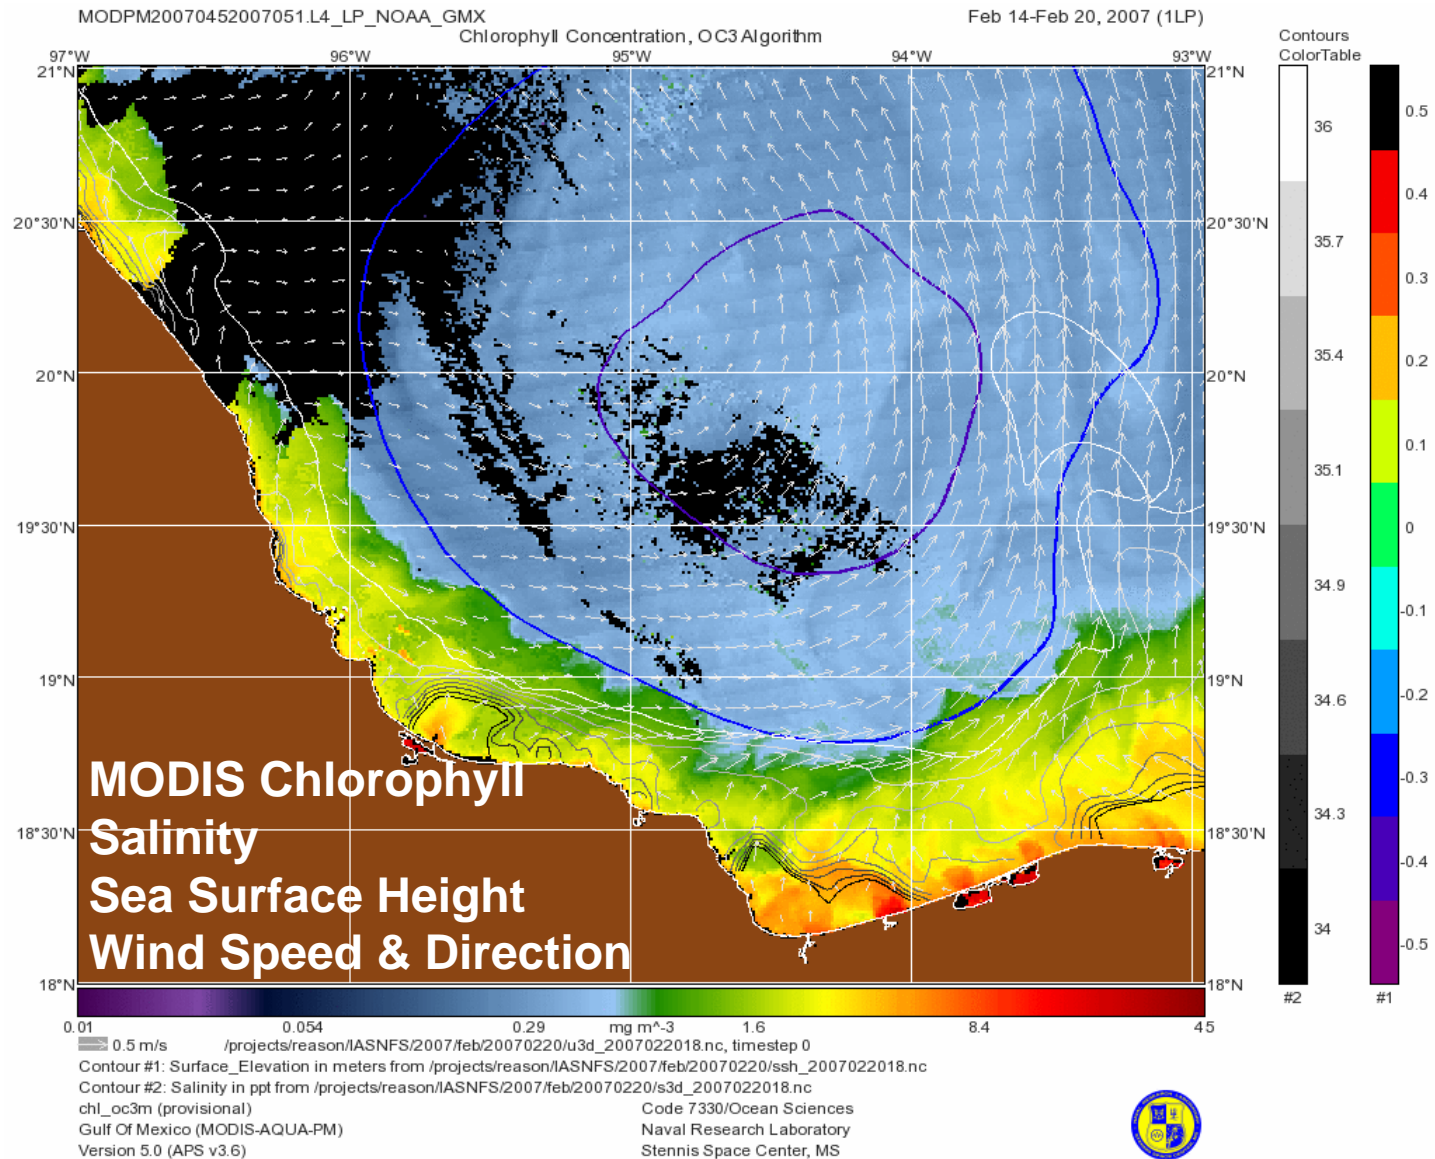 MODPM20070452007051.L4_LP_NOAA_GMX
Feb 14-Feb 20, 2007 (1LP)
Chlorophyll Concentration, OC3 Algorithm
97°W 96°W 95°W 94°W 93°W
Contours
ColorTable
21°N 21°N
20°30'N 20°30'N
20°N 20°N
19°30'N 19°30'N
19°N 19°N
18°30'N 18°30'N
18°N 18°N
36
35.7
35.4
35.1
34.9
34.6
34.3
34
#2
0.5
0.4
0.3
0.2
0.1
0
-0.1
-0.2
-0.3
-0.4
-0.5
#1
MODIS Chlorophyll
Salinity
Sea Surface Height
Wind Speed & Direction
0.01 0.054 0.29 mg m^-3 1.6 8.4 45
0.5 m/s /projects/reason/IASNFS/2007/feb/20070220/u3d_2007022018.nc, timestep 0
Contour #1: Surface_Elevation in meters from /projects/reason/IASNFS/2007/feb/20070220/ssh_2007022018.nc
Contour #2: Salinity in ppt from /projects/reason/IASNFS/2007/feb/20070220/s3d_2007022018.nc
chl_oc3m (provisional)
Gulf Of Mexico (MODIS-AQUA-PM)
Version 5.0 (APS v3.6)
Code 7330/Ocean Sciences
Naval Research Laboratory
Stennis Space Center, MS